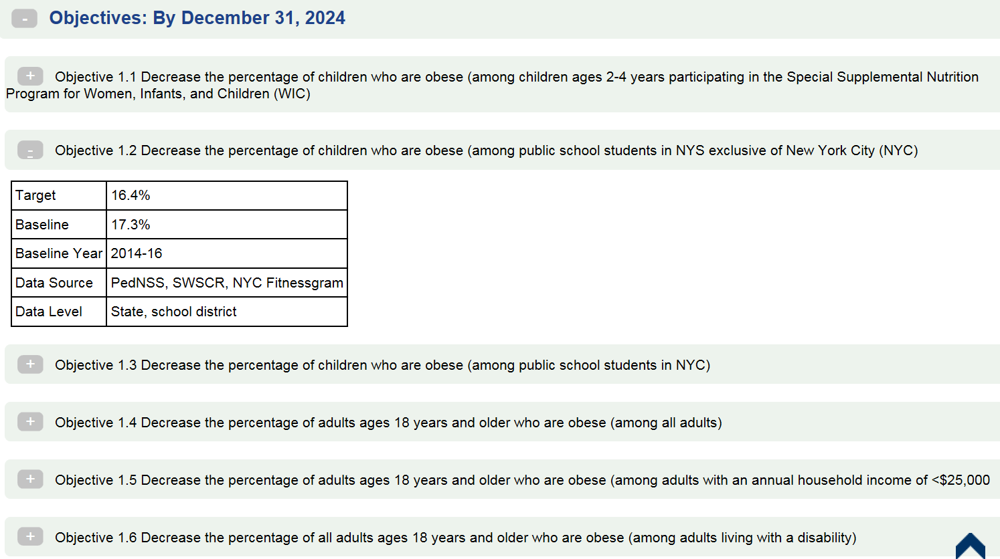 - Objectives: By December 31, 2024
+ Objective 1.1 Decrease the percentage of children who are obese (among children ages 2-4 years participating in the Special Supplemental Nutrition
Program for Women, Infants, and Children (WIC)
- Objective 1.2 Decrease the percentage of children who are obese (among public school students in NYS exclusive of New York City (NYC)
Target 16.4%
Baseline 17.3%
Baseline Year 2014-16
Data Source PedNSS, SWSCR, NYC Fitnessgram
Data Level State, school district
+ Objective 1.3 Decrease the percentage of children who are obese (among public school students in NYC)
+ Objective 1.4 Decrease the percentage of adults ages 18 years and older who are obese (among all adults)
+ Objective 1.5 Decrease the percentage of adults ages 18 years and older who are obese (among adults with an annual household income of <$25,000
+ Objective 1.6 Decrease the percentage of all adults ages 18 years and older who are obese (among adults living with a disability)